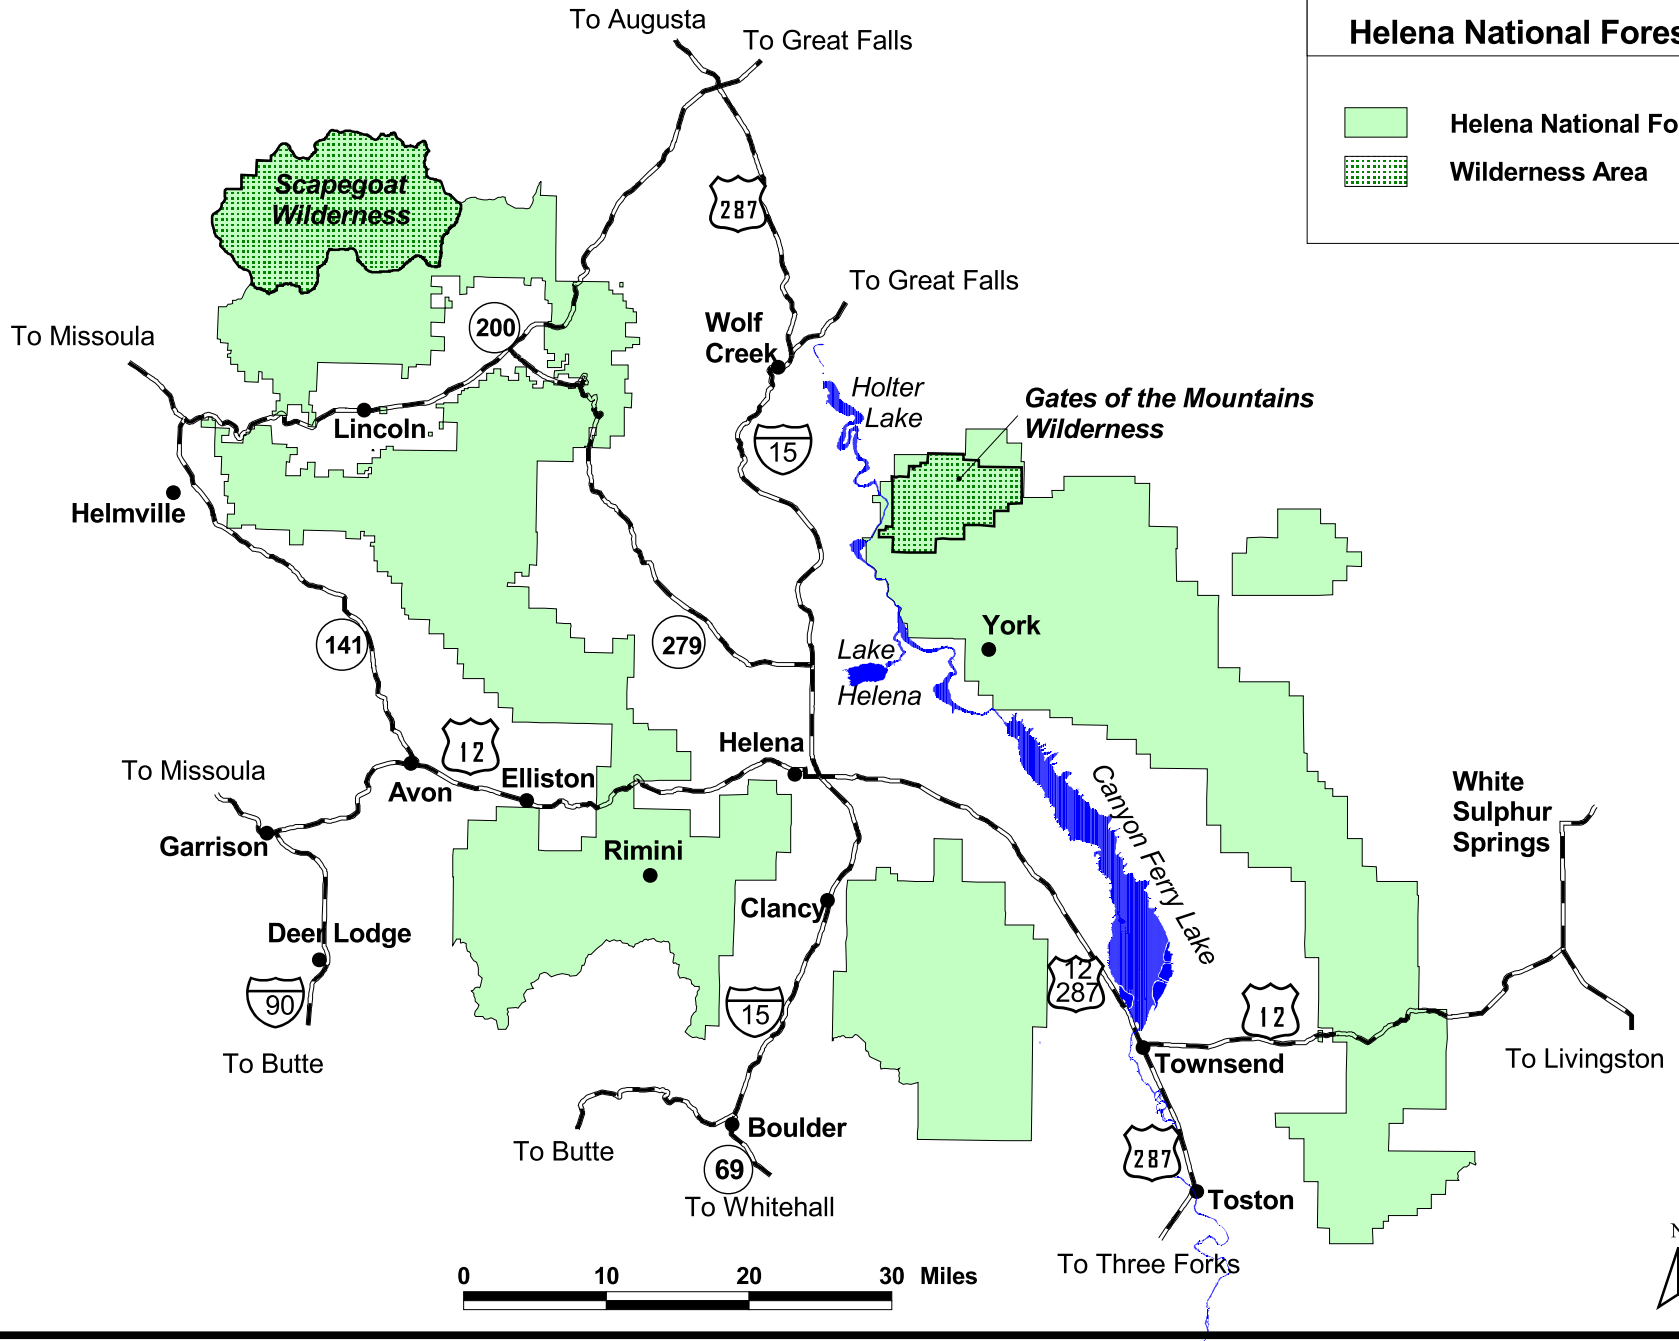 To Augusta
To Great Falls
Helena National Fores
Helena National Fo
Wilderness Area
Scapegoat
Wilderness
287
To Great Falls
200
Wolf
Creek
To Missoula
Holter
Lake
Gates of the Mountains
Wilderness
Lincoln
15
Helmville
York
141
279
Lake
Helena
Helena
12
To Missoula
Elliston
Avon
Canyon Ferry Lake
White
Sulphur
Springs
Garrison
Rimini
Clancy
Deer Lodge
12
287
90
15
12
To Butte
Townsend
To Livingston
Boulder
To Butte
287
69
To Whitehall
Toston
N
To Three Forks
0 10 20 30 Miles